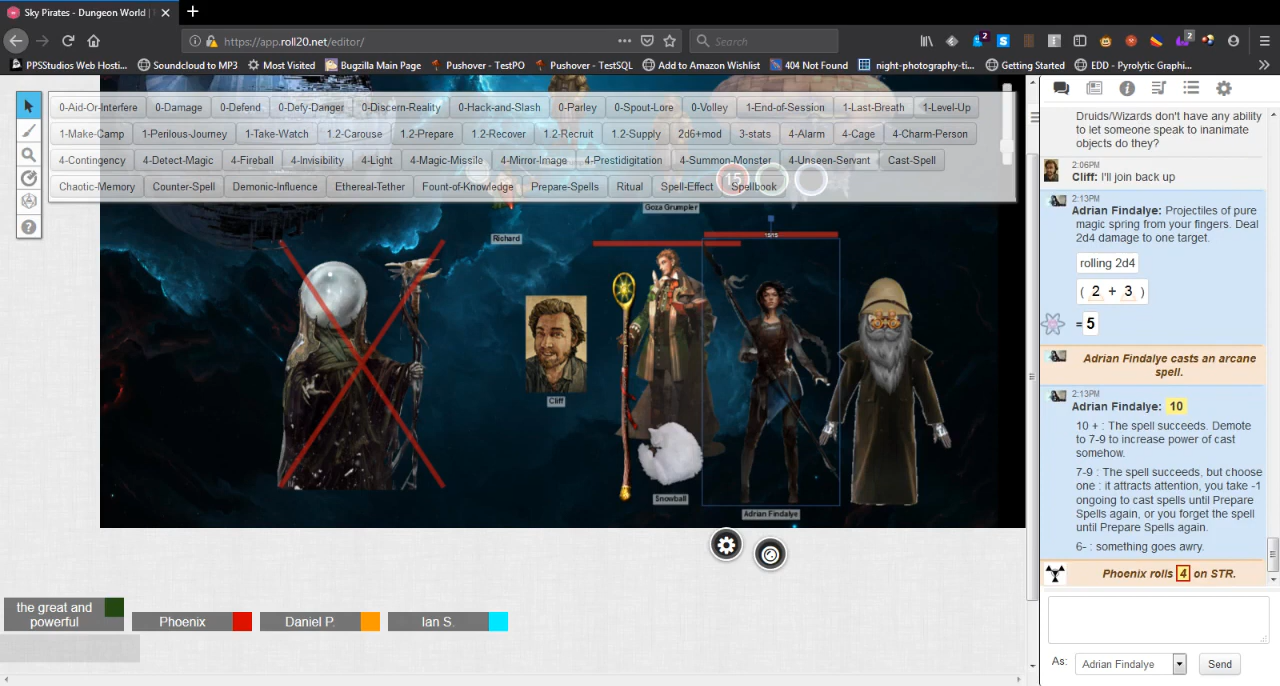 Sky Pirates - Dungeon World |
https://app.roll20.net/editor/
Search
2
2
PPSStudios Web Hosti...
Soundcloud to MP3
Most Visited
Bugzilla Main Page
Pushover - TestPO
Pushover - TestSQL
Add to Amazon Wishlist
404 Not Found
night-photography-ti...
Getting Started
EDD - Pyrolytic Graphi...
0-Aid-Or-Interfere
0-Damage
0-Defend
0-Defy-Danger
0-Discern-Reality
0-Hack-and-Slash
0-Parley
0-Spout-Lore
0-Volley
1-End-of-Session
1-Last-Breath
1-Level-Up
1-Make-Camp
1-Perilous-Journey
1-Take-Watch
1.2-Carouse
1.2-Prepare
1.2-Recover
1.2-Recruit
1.2-Supply
2d6+mod
3-stats
4-Alarm
4-Cage
4-Charm-Person
4-Contingency
4-Detect-Magic
4-Fireball
4-Invisibility
4-Light
4-Magic-Missile
4-Mirror-Image
4-Prestidigitation
4-Summon-Monster
4-Unseen-Servant
Cast-Spell
Chaotic-Memory
Counter-Spell
Demonic-Influence
Ethereal-Tether
Fount-of-Knowledge
Prepare-Spells
Ritual
Spell-Effect
Spellbook
15
Goza Grumpler
Richard
15/15
Cliff
Snowball
Adrian Findalye
the great and
powerful
Phoenix
Daniel P.
Ian S.
Druids/Wizards don't have any ability
to let someone speak to inanimate
objects do they?
2:06PM
Cliff: I'll join back up
2:13PM
Adrian Findalye: Projectiles of pure
magic spring from your fingers. Deal
2d4 damage to one target.
rolling 2d4
( 2 + 3 )
= 5
Adrian Findalye casts an arcane
spell.
2:13PM
Adrian Findalye: 10
10 + : The spell succeeds. Demote
to 7-9 to increase power of cast
somehow.
7-9 : The spell succeeds, but choose
one : it attracts attention, you take -1
ongoing to cast spells until Prepare
Spells again, or you forget the spell
until Prepare Spells again.
6- : something goes awry.
Phoenix rolls 4 on STR.
As:
Adrian Findalye
Send